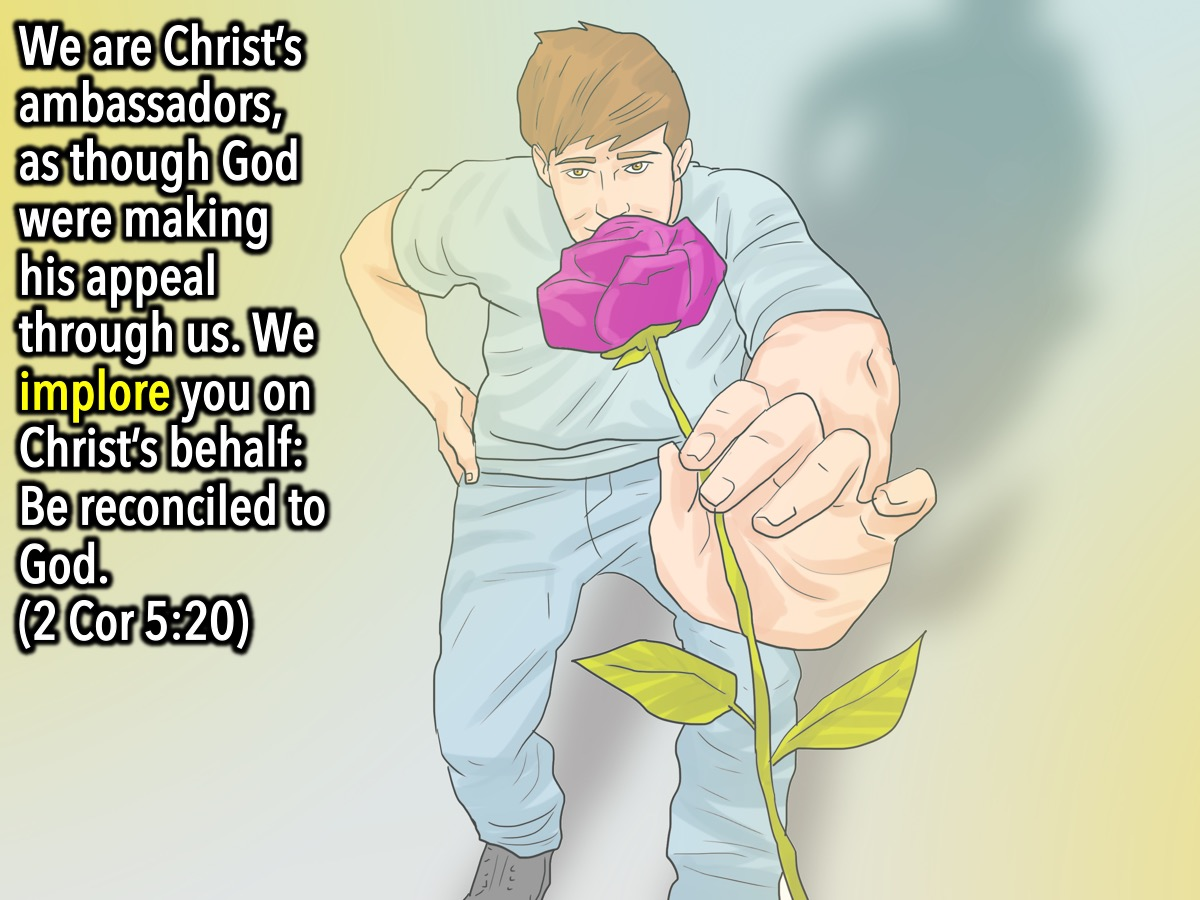 We are Christ’s
ambassadors,
as though God
were making
his appeal
through us. We
implore you on
Christ’s behalf:
Be reconciled to
God.
(2 Cor 5:20)